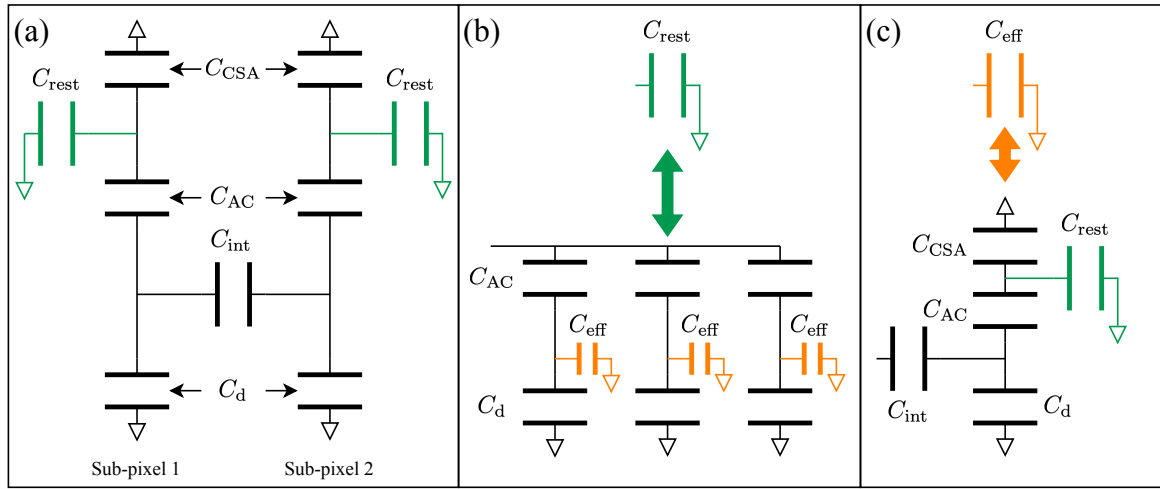 (a)
C_CSA
C_rest
C_rest
C_AC
C_int
C_d
Sub-pixel 1
Sub-pixel 2
(b)
C_rest
C_AC
C_eff
C_eff
C_eff
C_d
(c)
C_eff
C_CSA
C_rest
C_AC
C_int
C_d